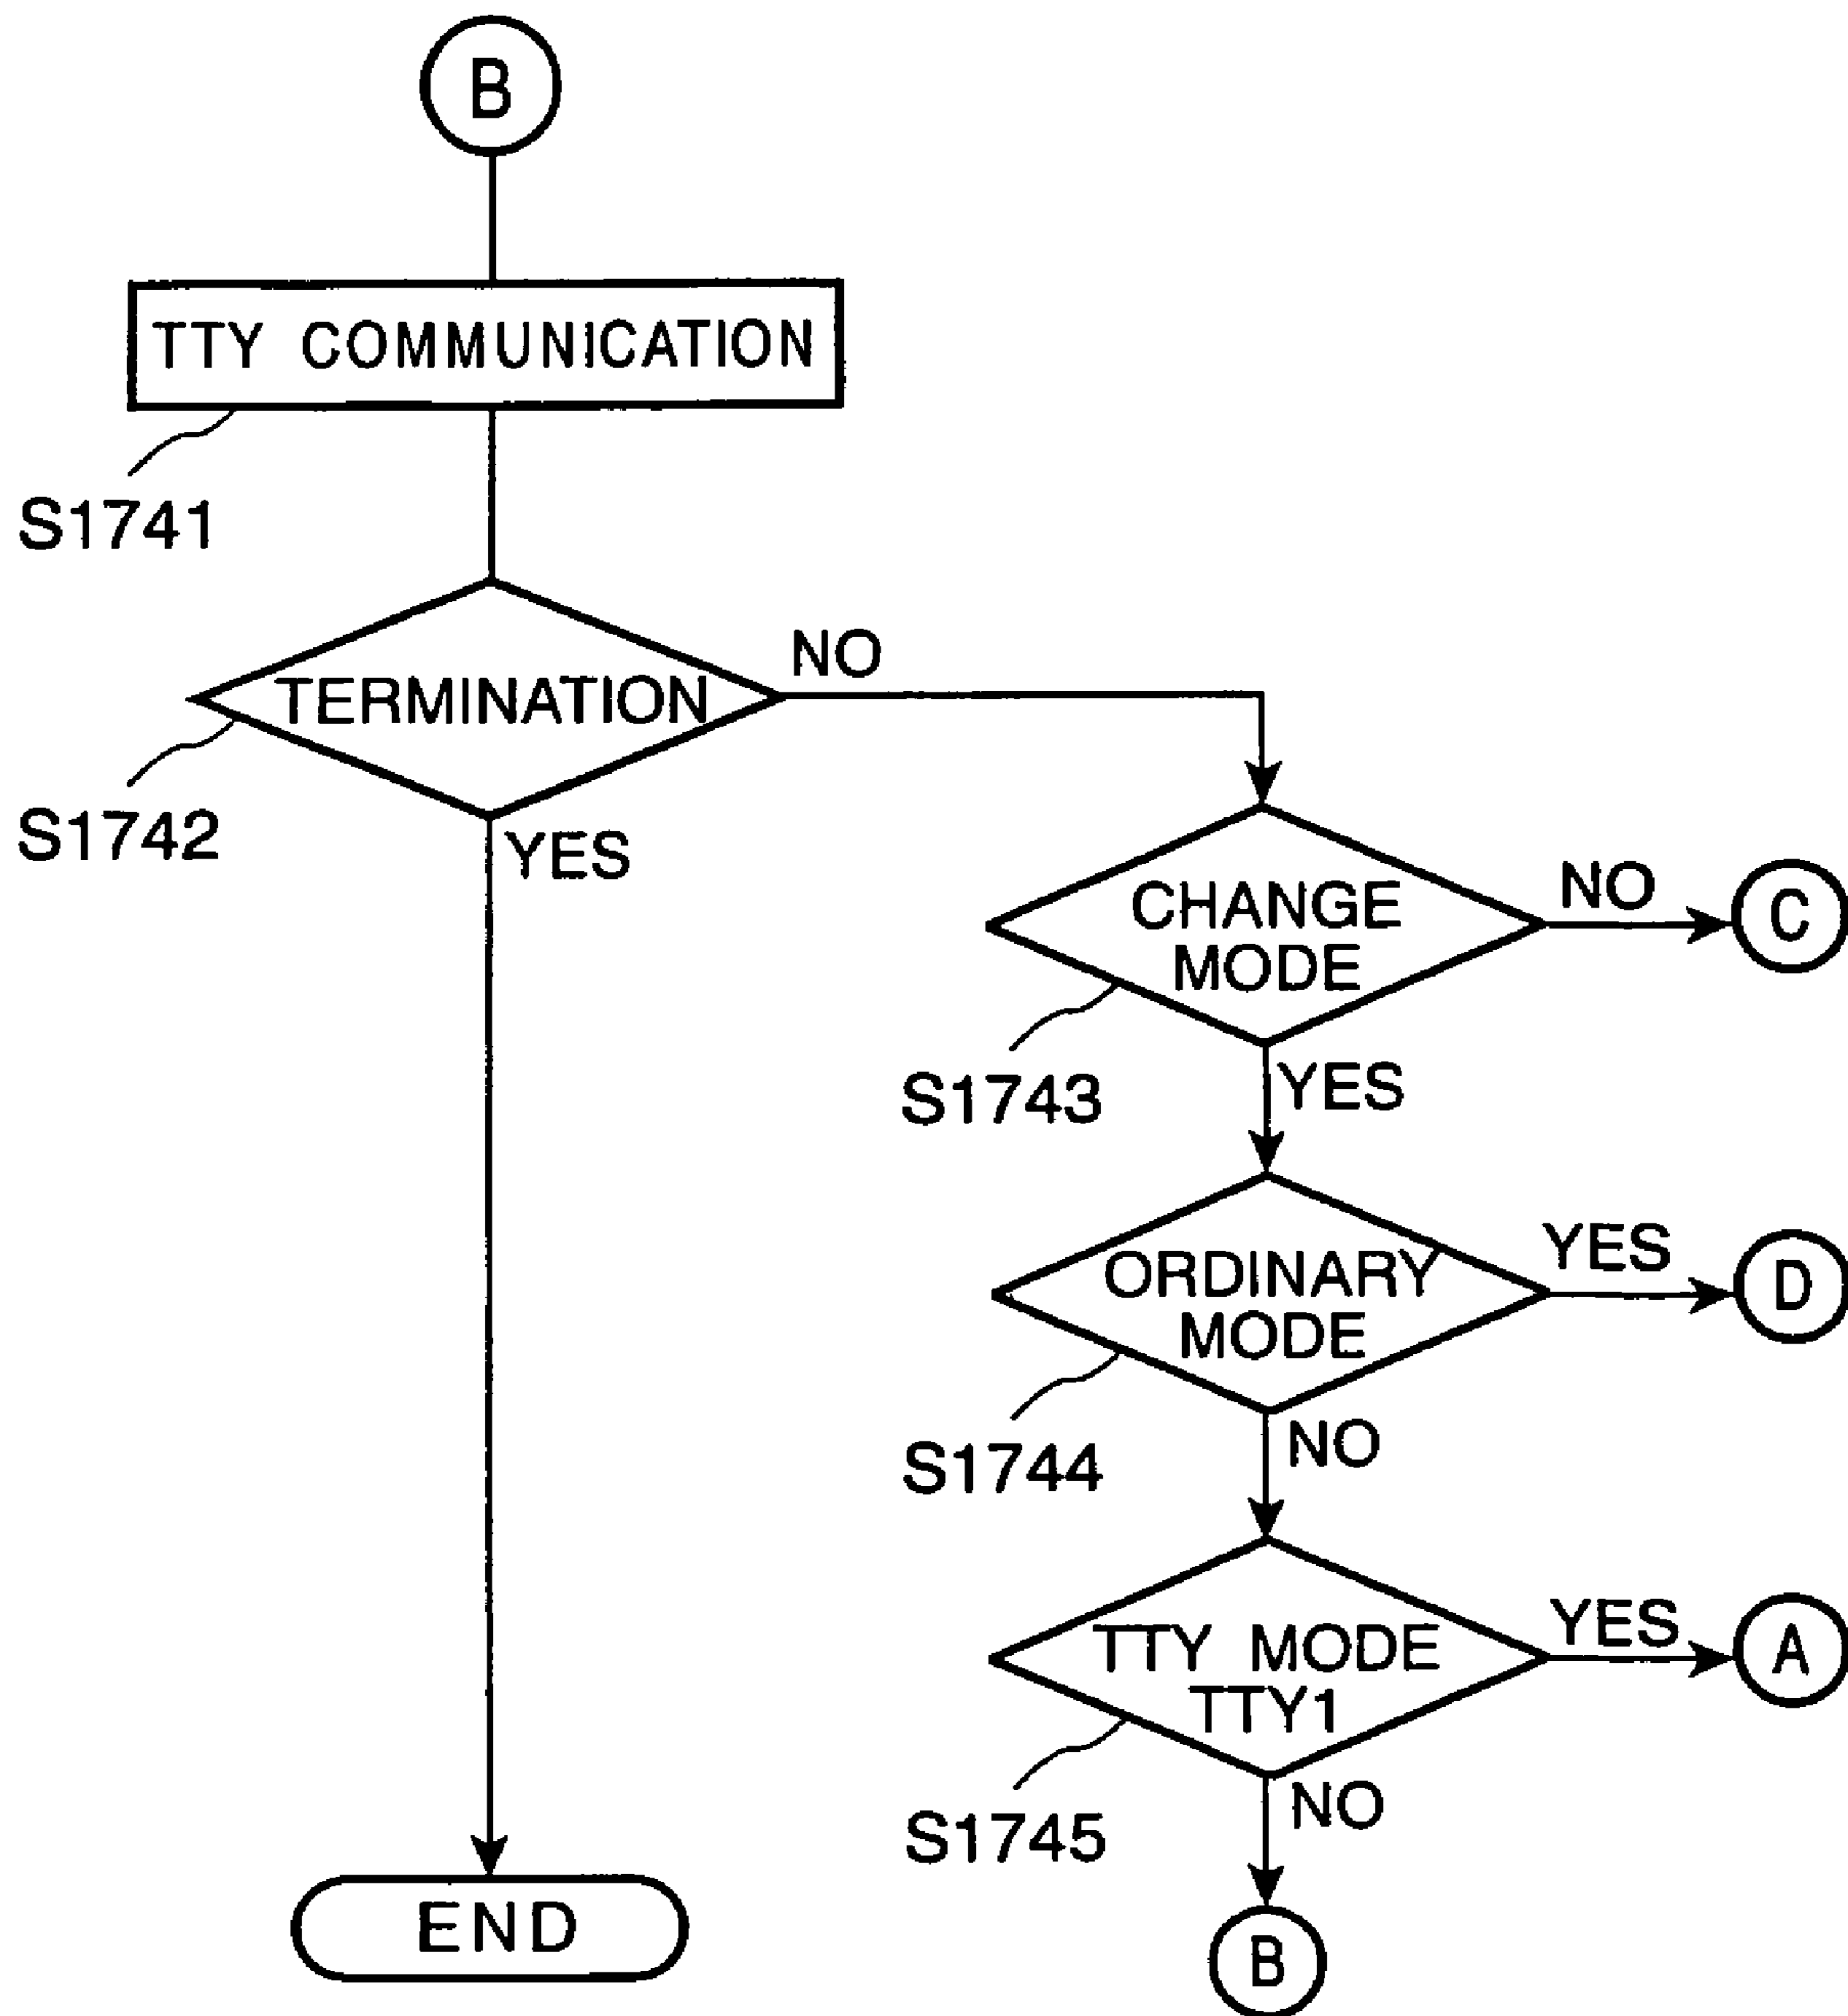 B
TTY COMMUNICATION
S1741
TERMINATION
NO
S1742
YES
CHANGE
MODE
NO
C
S1743
YES
ORDINARY
MODE
YES
D
S1744
NO
TTY MODE
TTY1
YES
A
S1745
NO
END
B